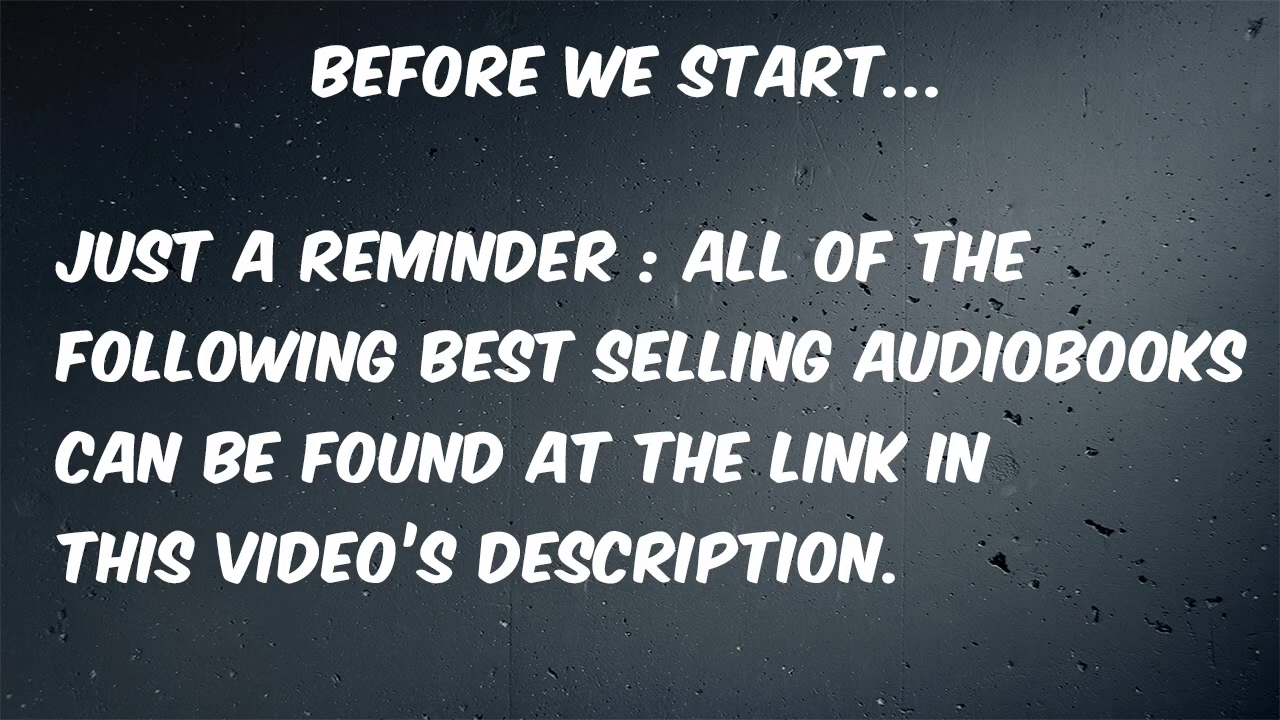 BEFORE WE START...
JUST A REMINDER : ALL OF THE
FOLLOWING BEST SELLING AUDIOBOOKS
CAN BE FOUND AT THE LINK IN
THIS VIDEO'S DESCRIPTION.